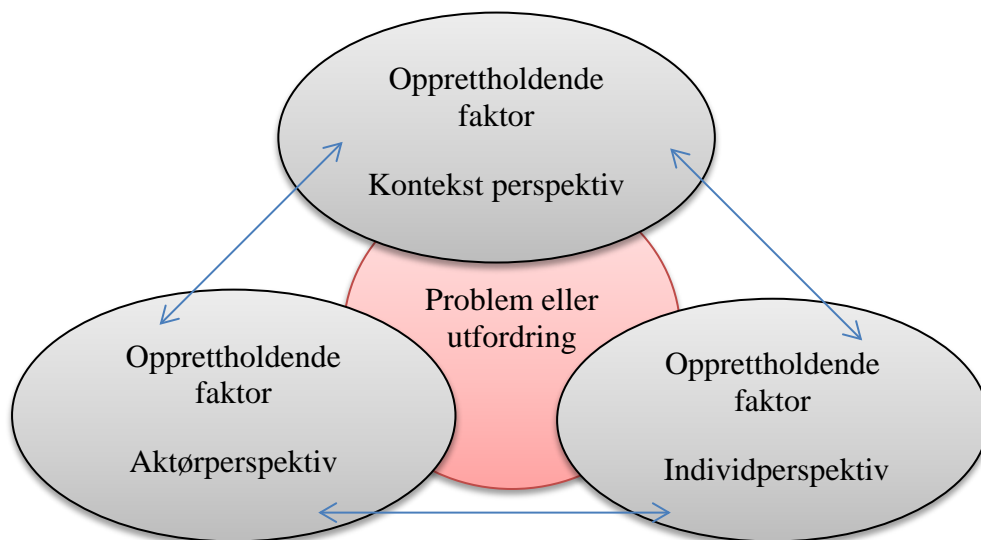 Opprettholdende
faktor
Kontekst perspektiv
Problem eller
utfordring
Opprettholdende
faktor
Aktørperspektiv
Opprettholdende
faktor
Individperspektiv